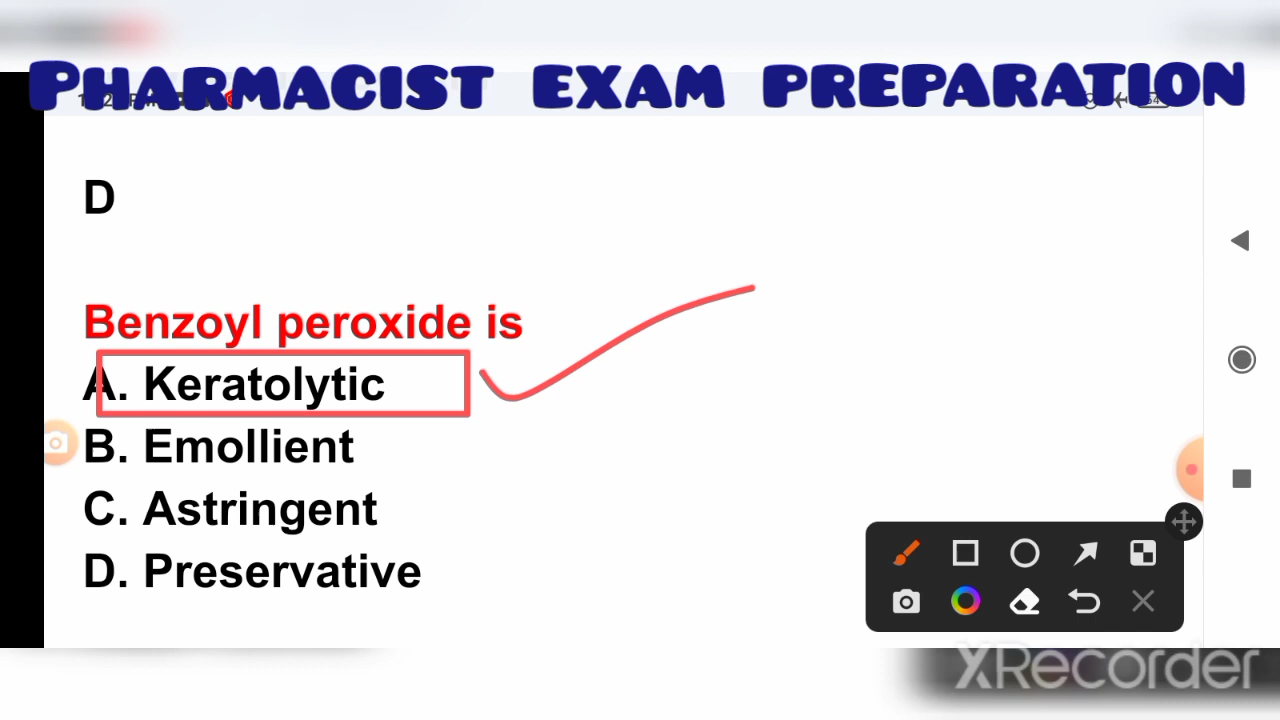 PHARMACIST EXAM PREPARATION
D
Benzoyl peroxide is
A. Keratolytic
B. Emollient
C. Astringent
D. Preservative
XRecorder